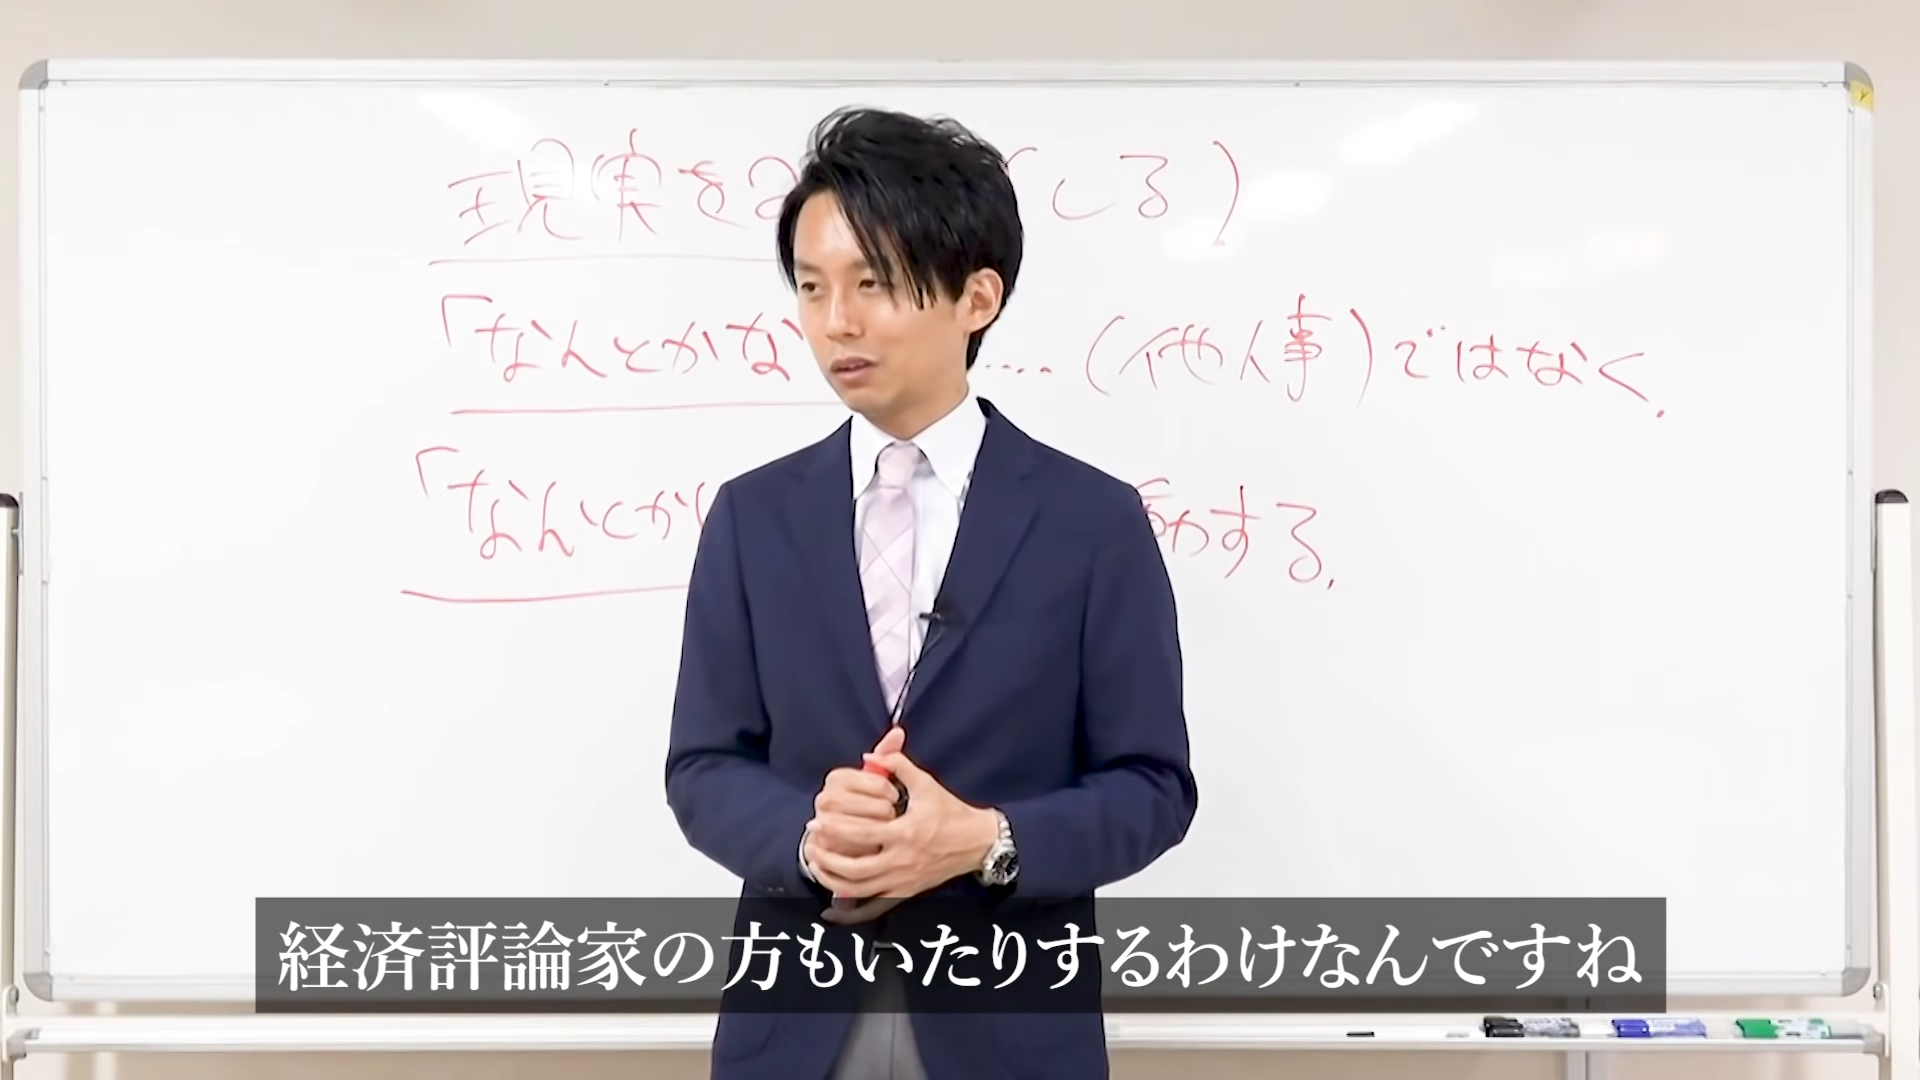 現実を (しる)
「なんとかな ..... (他人事)ではなく.
「なんとか 動する.
経済評論家の方もいたりするわけなんですね